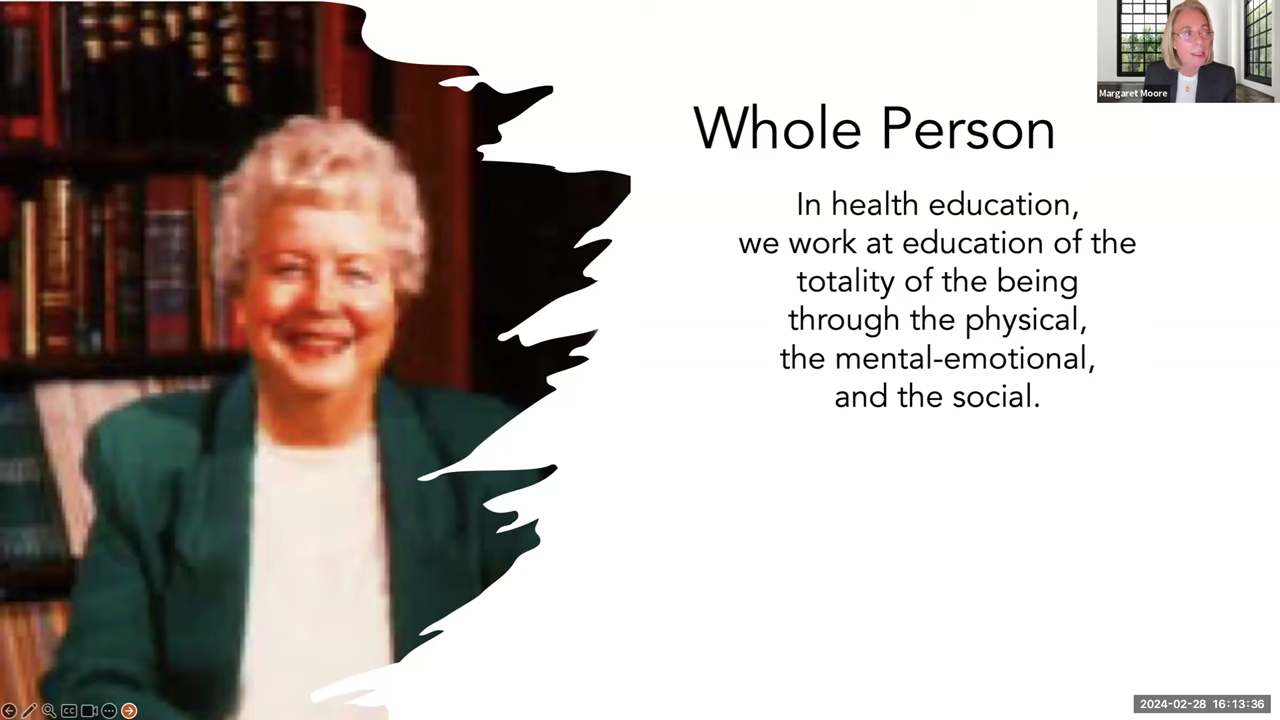 Margaret Moore
Whole Person
In health education,
we work at education of the
totality of the being
through the physical,
the mental-emotional,
and the social.
CC
2024-02-28 16:13:36